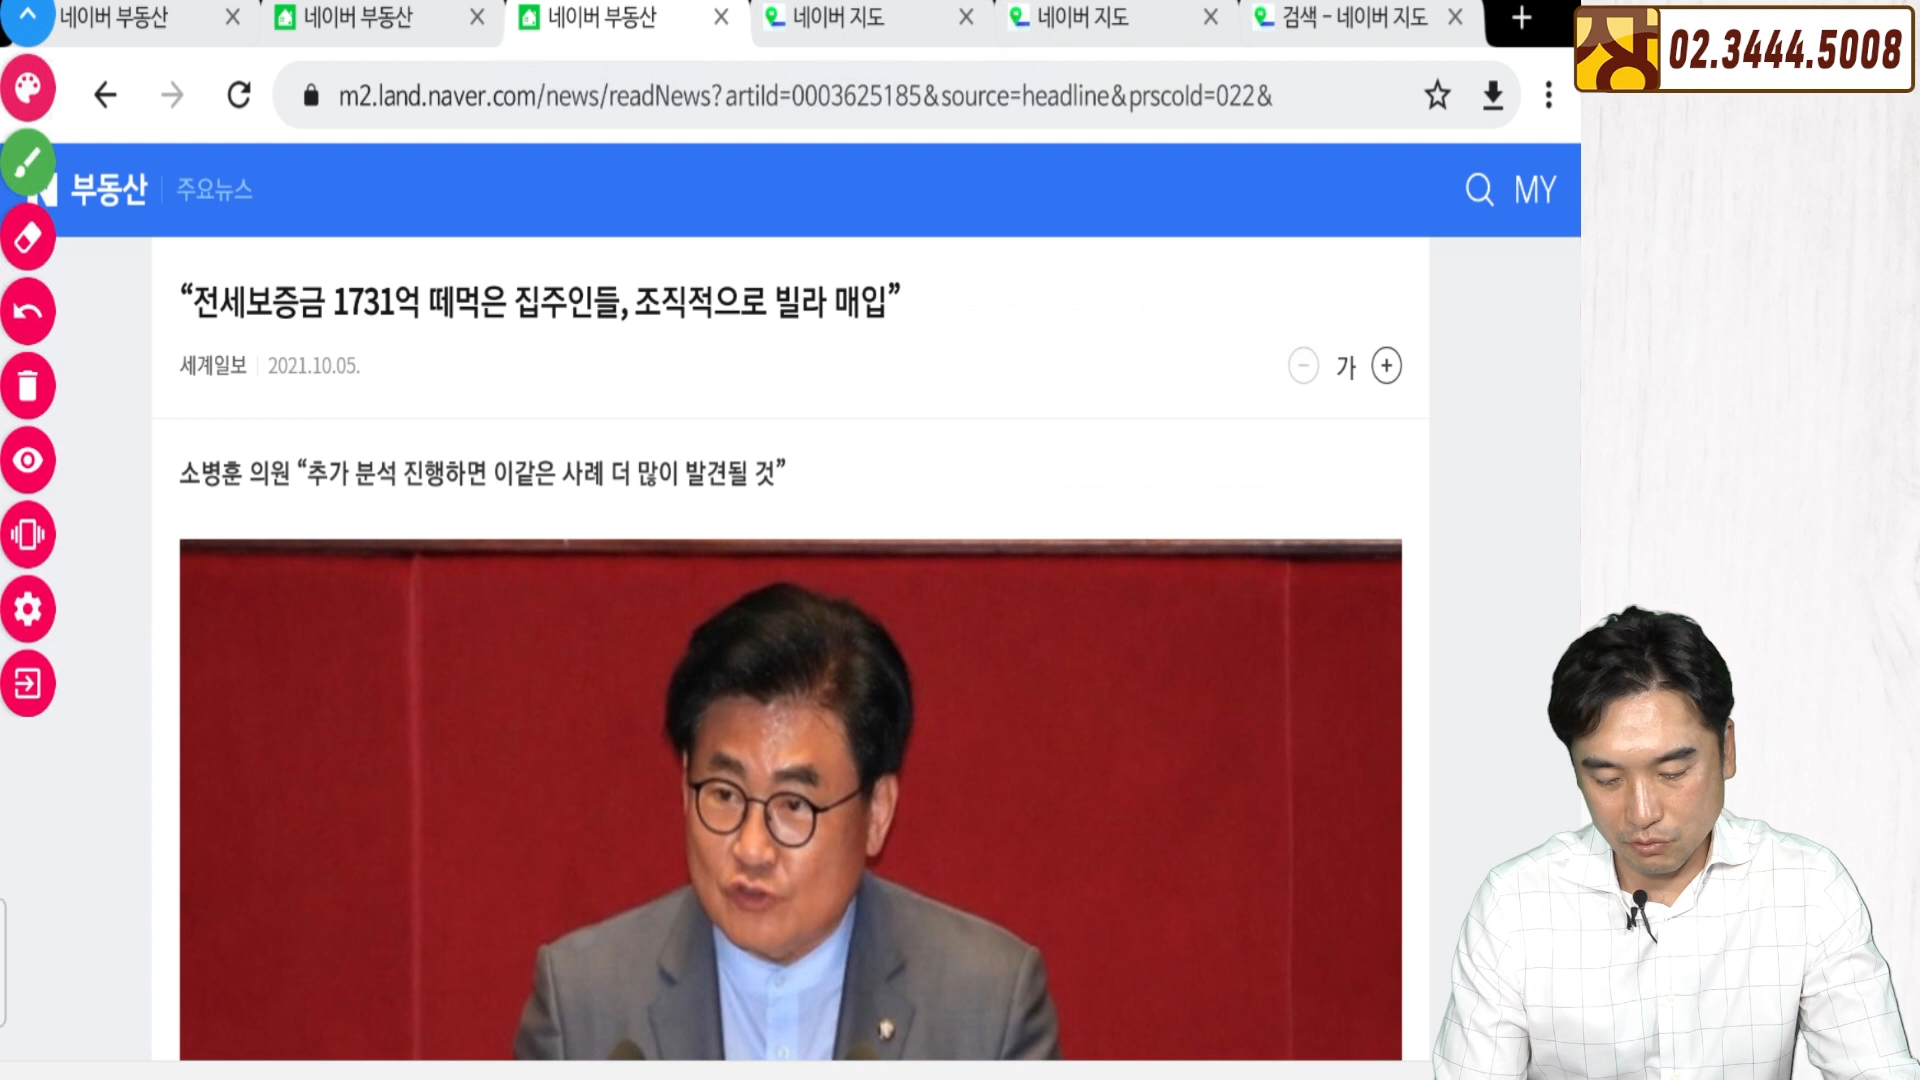 네이버 부동산
네이버 부동산
네이버 부동산
네이버 지도
네이버 지도
검색 - 네이버 지도
m2.land.naver.com/news/readNews?artiId=0003625185&source=headline&prscoId=022&
상 02.3444.5008
N 부동산 주요뉴스 MY
“전세보증금 1731억 떼먹은 집주인들, 조직적으로 빌라 매입”
세계일보 2021.10.05. 가
소병훈 의원 “추가 분석 진행하면 이같은 사례 더 많이 발견될 것”